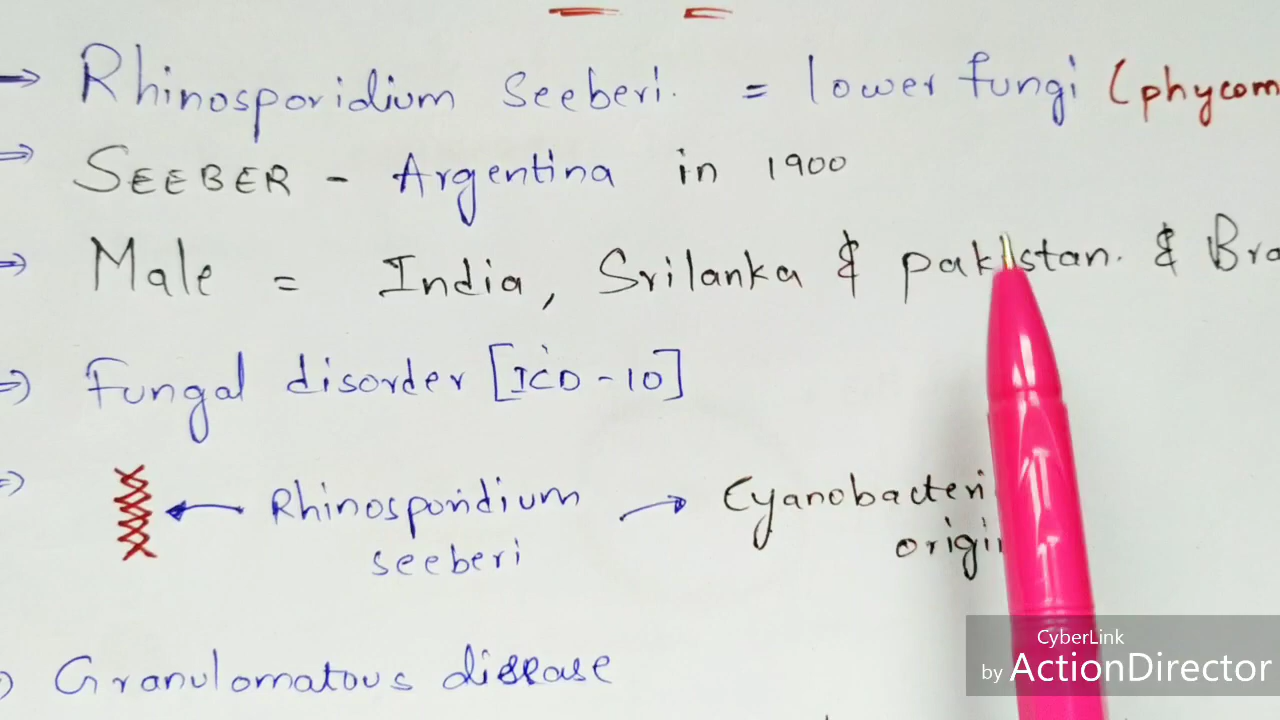 → Rhinosporidium seeberi. = lower fungi (phycom
⇒ SEEBER - Argentina in 1900
⇒ Male = India, Srilanka & pakistan. & Bra
⇒ Fungal disorder [ICD-10]
⇒ ← Rhinosporidium → Cyanobacteri
seeberi origin
Granulomatous disease
CyberLink
by ActionDirector